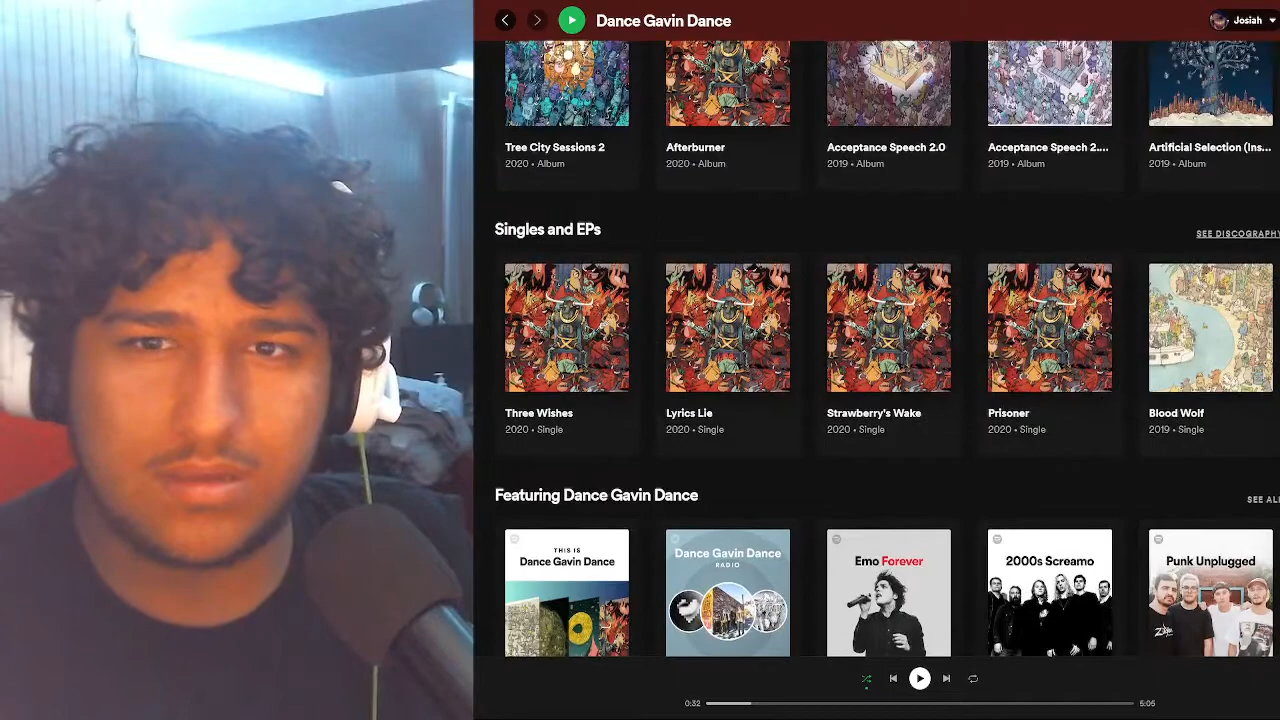 Dance Gavin Dance
Josiah
Tree City Sessions 2
2020 • Album
Afterburner
2020 • Album
Acceptance Speech 2.0
2019 • Album
Acceptance Speech 2....
2019 • Album
Artificial Selection (Ins...
2019 • Album
Singles and EPs
SEE DISCOGRAPHY
Three Wishes
2020 • Single
Lyrics Lie
2020 • Single
Strawberry's Wake
2020 • Single
Prisoner
2020 • Single
Blood Wolf
2019 • Single
Featuring Dance Gavin Dance
SEE AL
THIS IS
Dance Gavin Dance
Dance Gavin Dance
RADIO
Emo Forever
2000s Screamo
Punk Unplugged
0:32
5:05